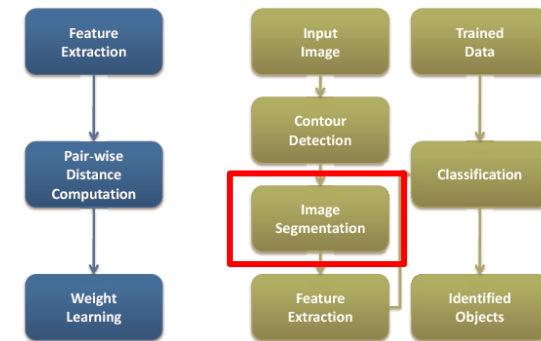 Feature
Extraction
Pair-wise
Distance
Computation
Weight
Learning
Input
Image
Contour
Detection
Image
Segmentation
Feature
Extraction
Trained
Data
Classification
Identified
Objects